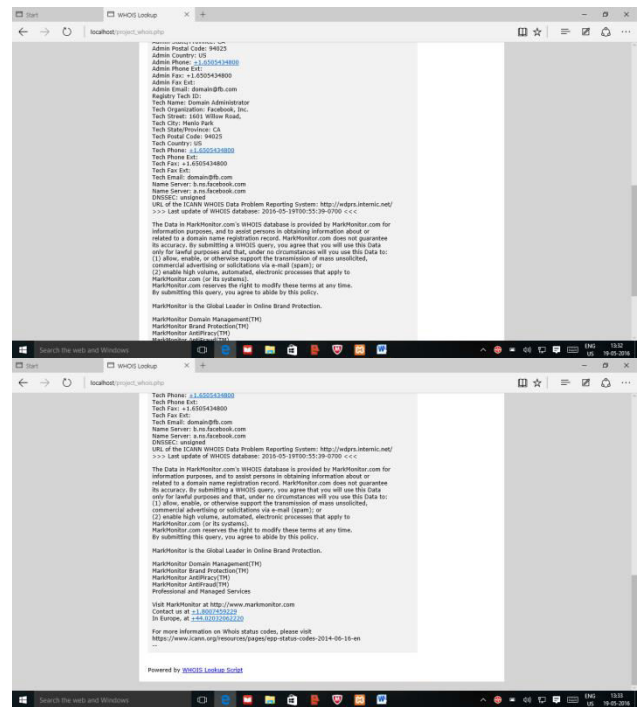 Start
WHOIS Lookup
localhost/project_whois.php
Admin Postal Code: 94025
Admin Country: US
Admin Phone: +1.6505434800
Admin Phone Ext:
Admin Fax: +1.6505434800
Admin Fax Ext:
Admin Email: domain@fb.com
Registry Tech ID:
Tech Name: Domain Administrator
Tech Organization: Facebook, Inc.
Tech Street: 1601 Willow Road,
Tech City: Menlo Park
Tech State/Province: CA
Tech Postal Code: 94025
Tech Country: US
Tech Phone: +1.6505434800
Tech Phone Ext:
Tech Fax: +1.6505434800
Tech Fax Ext:
Tech Email: domain@fb.com
Name Server: b.ns.facebook.com
Name Server: a.ns.facebook.com
DNSSEC: unsigned
URL of the ICANN WHOIS Data Problem Reporting System: http://wdprs.internic.net/
>>> Last update of WHOIS database: 2016-05-19T00:55:39-0700 <<<
The Data in MarkMonitor.com's WHOIS database is provided by MarkMonitor.com for
information purposes, and to assist persons in obtaining information about or
related to a domain name registration record. MarkMonitor.com does not guarantee
its accuracy. By submitting a WHOIS query, you agree that you will use this Data
only for lawful purposes and that, under no circumstances will you use this Data to:
(1) allow, enable, or otherwise support the transmission of mass unsolicited,
commercial advertising or solicitations via e-mail (spam); or
(2) enable high volume, automated, electronic processes that apply to
MarkMonitor.com (or its systems).
MarkMonitor.com reserves the right to modify these terms at any time.
By submitting this query, you agree to abide by this policy.
MarkMonitor is the Global Leader in Online Brand Protection.
MarkMonitor Domain Management(TM)
MarkMonitor Brand Protection(TM)
MarkMonitor AntiPiracy(TM)
MarkMonitor AntiFraud(TM)
Search the web and Windows
ENG 13:32
US 19-05-2016
Start
WHOIS Lookup
localhost/project_whois.php
Tech Phone: +1.6505434800
Tech Phone Ext:
Tech Fax: +1.6505434800
Tech Fax Ext:
Tech Email: domain@fb.com
Name Server: b.ns.facebook.com
Name Server: a.ns.facebook.com
DNSSEC: unsigned
URL of the ICANN WHOIS Data Problem Reporting System: http://wdprs.internic.net/
>>> Last update of WHOIS database: 2016-05-19T00:55:39-0700 <<<
The Data in MarkMonitor.com's WHOIS database is provided by MarkMonitor.com for
information purposes, and to assist persons in obtaining information about or
related to a domain name registration record. MarkMonitor.com does not guarantee
its accuracy. By submitting a WHOIS query, you agree that you will use this Data
only for lawful purposes and that, under no circumstances will you use this Data to:
(1) allow, enable, or otherwise support the transmission of mass unsolicited,
commercial advertising or solicitations via e-mail (spam); or
(2) enable high volume, automated, electronic processes that apply to
MarkMonitor.com (or its systems).
MarkMonitor.com reserves the right to modify these terms at any time.
By submitting this query, you agree to abide by this policy.
MarkMonitor is the Global Leader in Online Brand Protection.
MarkMonitor Domain Management(TM)
MarkMonitor Brand Protection(TM)
MarkMonitor AntiPiracy(TM)
MarkMonitor AntiFraud(TM)
Professional and Managed Services
Visit MarkMonitor at http://www.markmonitor.com
Contact us at +1.8007459229
In Europe, at +44.02032062220
For more information on Whois status codes, please visit
https://www.icann.org/resources/pages/epp-status-codes-2014-06-16-en
--
Powered by WHOIS Lookup Script
Search the web and Windows
ENG 13:33
US 19-05-2016